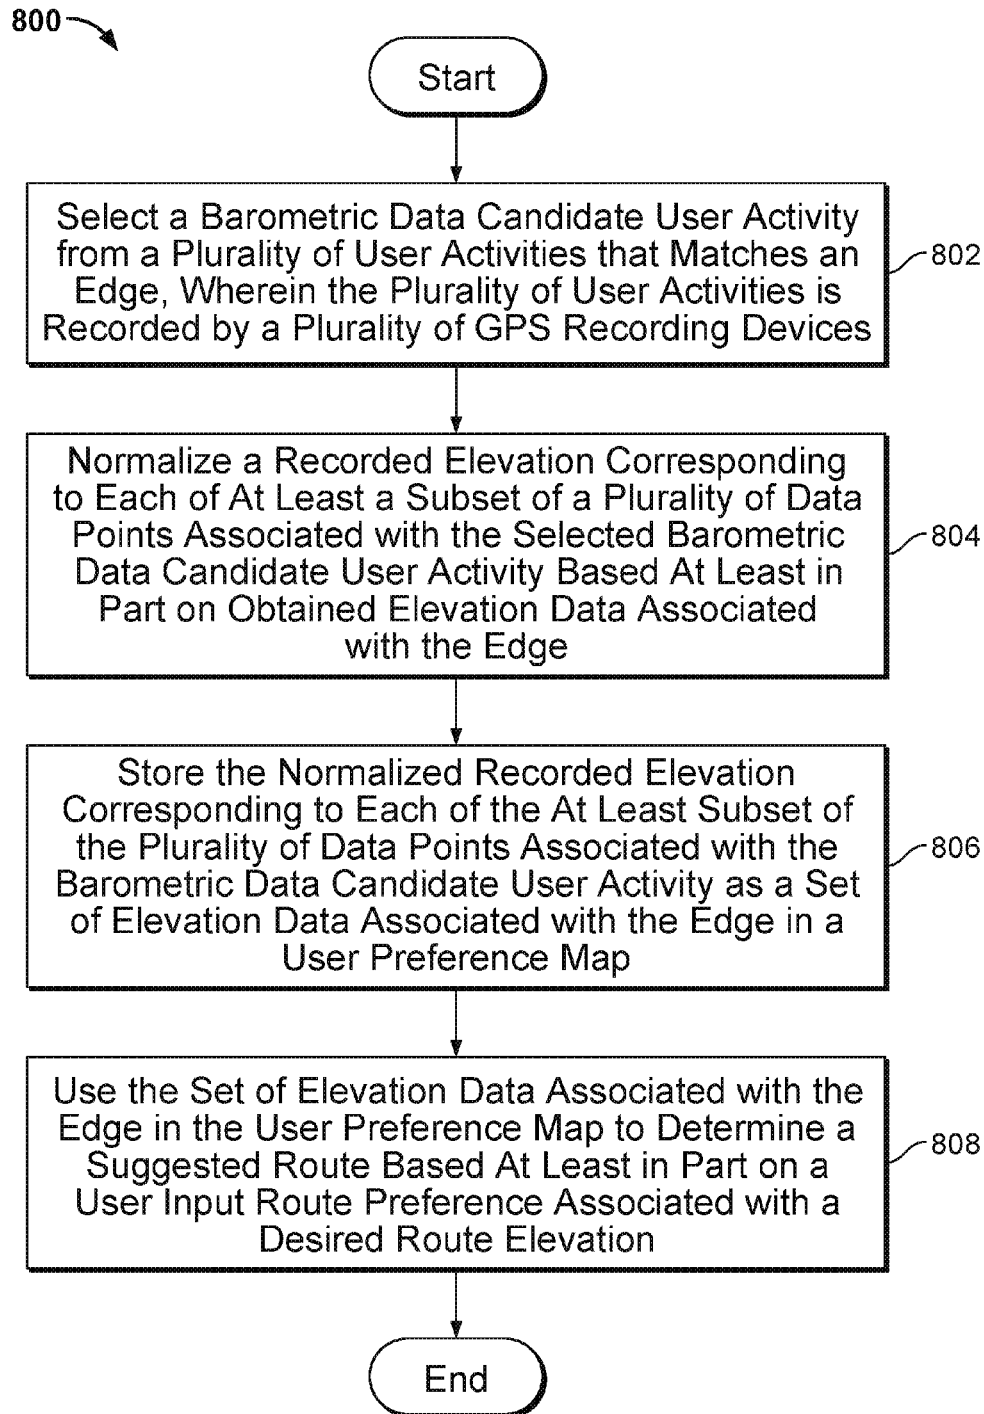 800
Start
Select a Barometric Data Candidate User Activity
from a Plurality of User Activities that Matches an
Edge, Wherein the Plurality of User Activities is
Recorded by a Plurality of GPS Recording Devices
802
Normalize a Recorded Elevation Corresponding
to Each of At Least a Subset of a Plurality of Data
Points Associated with the Selected Barometric
Data Candidate User Activity Based At Least in
Part on Obtained Elevation Data Associated
with the Edge
804
Store the Normalized Recorded Elevation
Corresponding to Each of the At Least Subset of
the Plurality of Data Points Associated with the
Barometric Data Candidate User Activity as a Set
of Elevation Data Associated with the Edge in a
User Preference Map
806
Use the Set of Elevation Data Associated with the
Edge in the User Preference Map to Determine a
Suggested Route Based At Least in Part on a
User Input Route Preference Associated with a
Desired Route Elevation
808
End